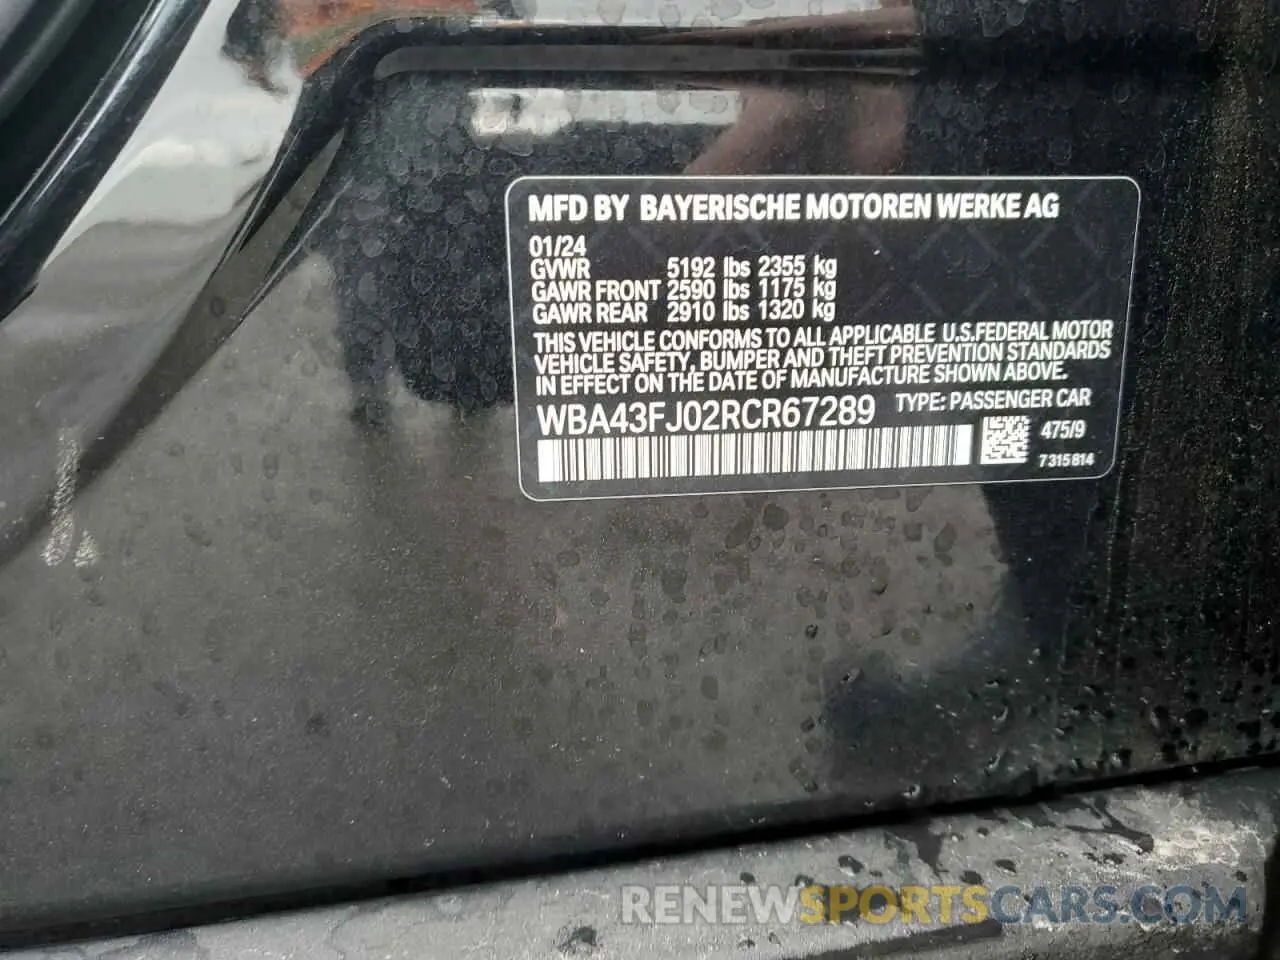 MFD BY BAYERISCHE MOTOREN WERKE AG
01/24
GVWR 5192 lbs 2355 kg
GAWR FRONT 2590 lbs 1175 kg
GAWR REAR 2910 lbs 1320 kg
THIS VEHICLE CONFORMS TO ALL APPLICABLE U.S.FEDERAL MOTOR
VEHICLE SAFETY, BUMPER AND THEFT PREVENTION STANDARDS
IN EFFECT ON THE DATE OF MANUFACTURE SHOWN ABOVE.
WBA43FJ02RCR67289 TYPE: PASSENGER CAR
475/9
7315814
RENEWSPORTSCARS.COM